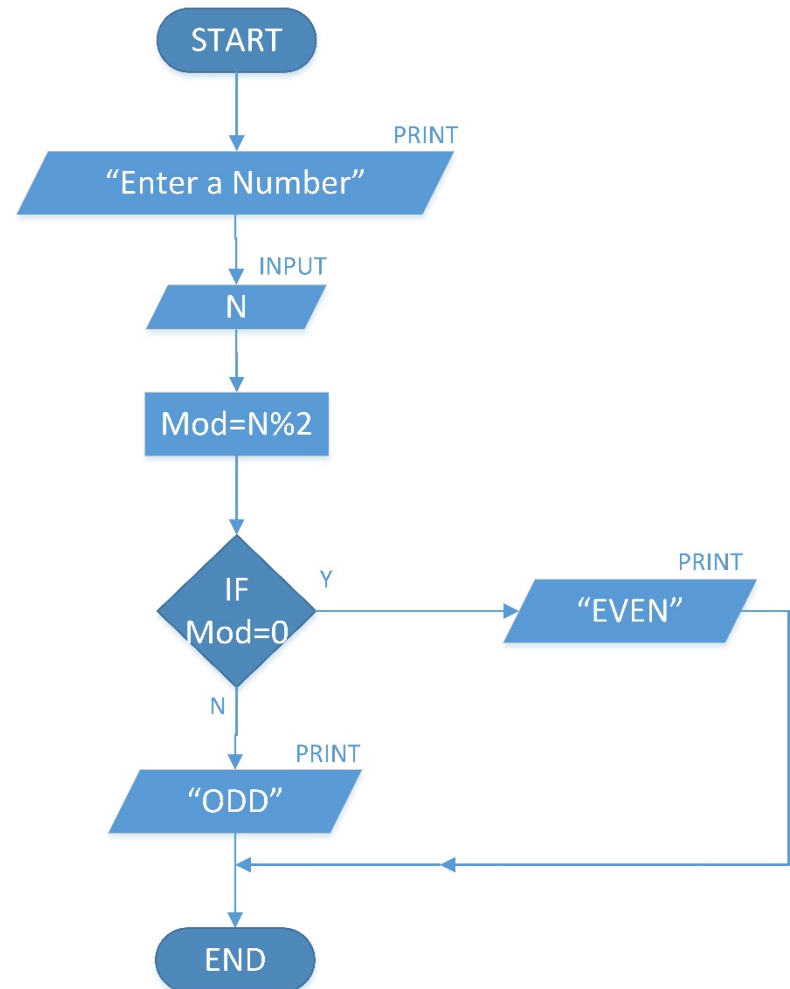 START
PRINT
“Enter a Number”
INPUT
N
Mod=N%2
IF
Mod=0
Y
PRINT
“EVEN”
N
PRINT
“ODD”
END